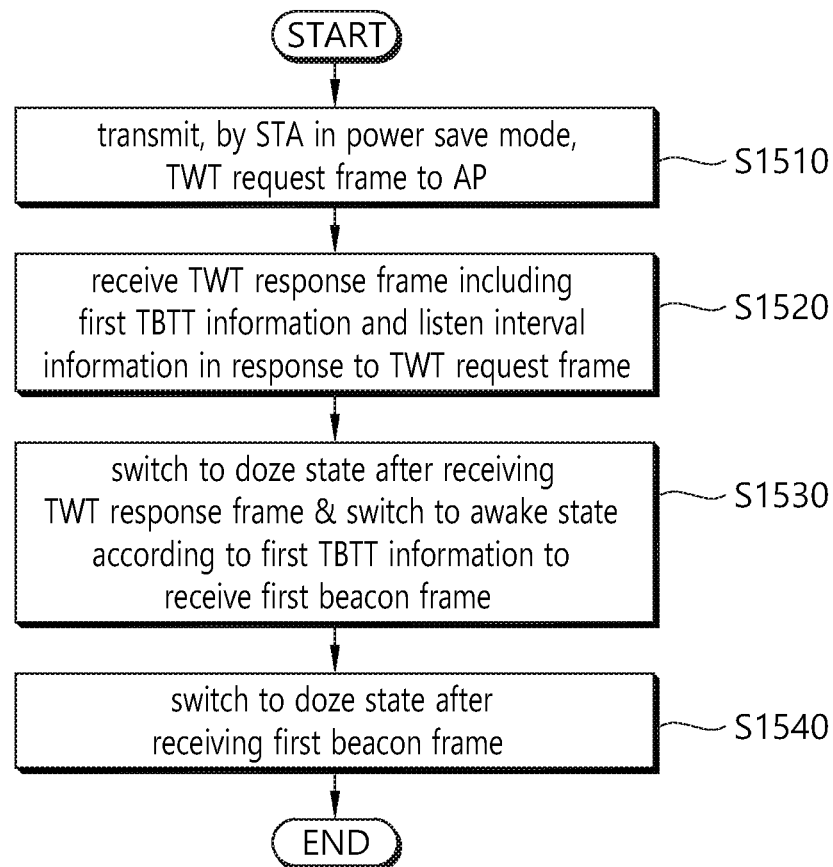 START
transmit, by STA in power save mode,
TWT request frame to AP
S1510
receive TWT response frame including
first TBTT information and listen interval
information in response to TWT request frame
S1520
switch to doze state after receiving
TWT response frame & switch to awake state
according to first TBTT information to
receive first beacon frame
S1530
switch to doze state after
receiving first beacon frame
S1540
END